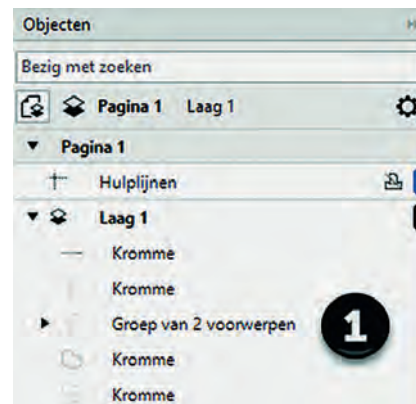 Objecten
Bezig met zoeken
Pagina 1 Laag 1
Pagina 1
Hulplijnen
Laag 1
Kromme
Kromme
Groep van 2 voorwerpen
1
Kromme
Kromme